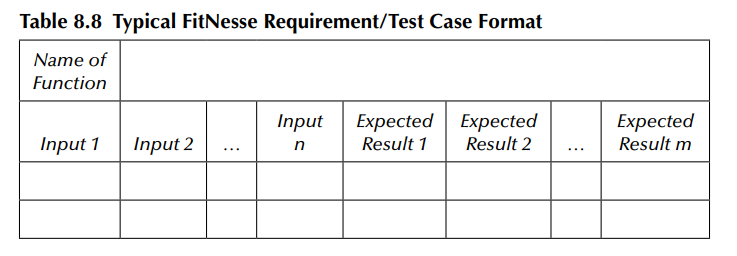 Table 8.8 Typical FitNesse Requirement/Test Case Format
Name of
Function
Input 1 Input 2 ... Input n Expected Result 1 Expected Result 2 ... Expected Result m